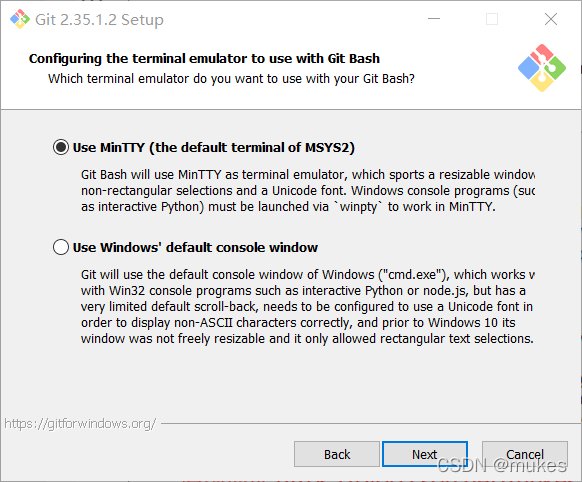 Git 2.35.1.2 Setup
Configuring the terminal emulator to use with Git Bash
Which terminal emulator do you want to use with your Git Bash?
Use MinTTY (the default terminal of MSYS2)
Git Bash will use MinTTY as terminal emulator, which sports a resizable window
non-rectangular selections and a Unicode font. Windows console programs (suc
as interactive Python) must be launched via `winpty` to work in MinTTY.
Use Windows' default console window
Git will use the default console window of Windows ("cmd.exe"), which works w
with Win32 console programs such as interactive Python or node.js, but has a
very limited default scroll-back, needs to be configured to use a Unicode font in
order to display non-ASCII characters correctly, and prior to Windows 10 its
window was not freely resizable and it only allowed rectangular text selections.
https://gitforwindows.org/
Back
Next
Cancel
CSDN @mukes